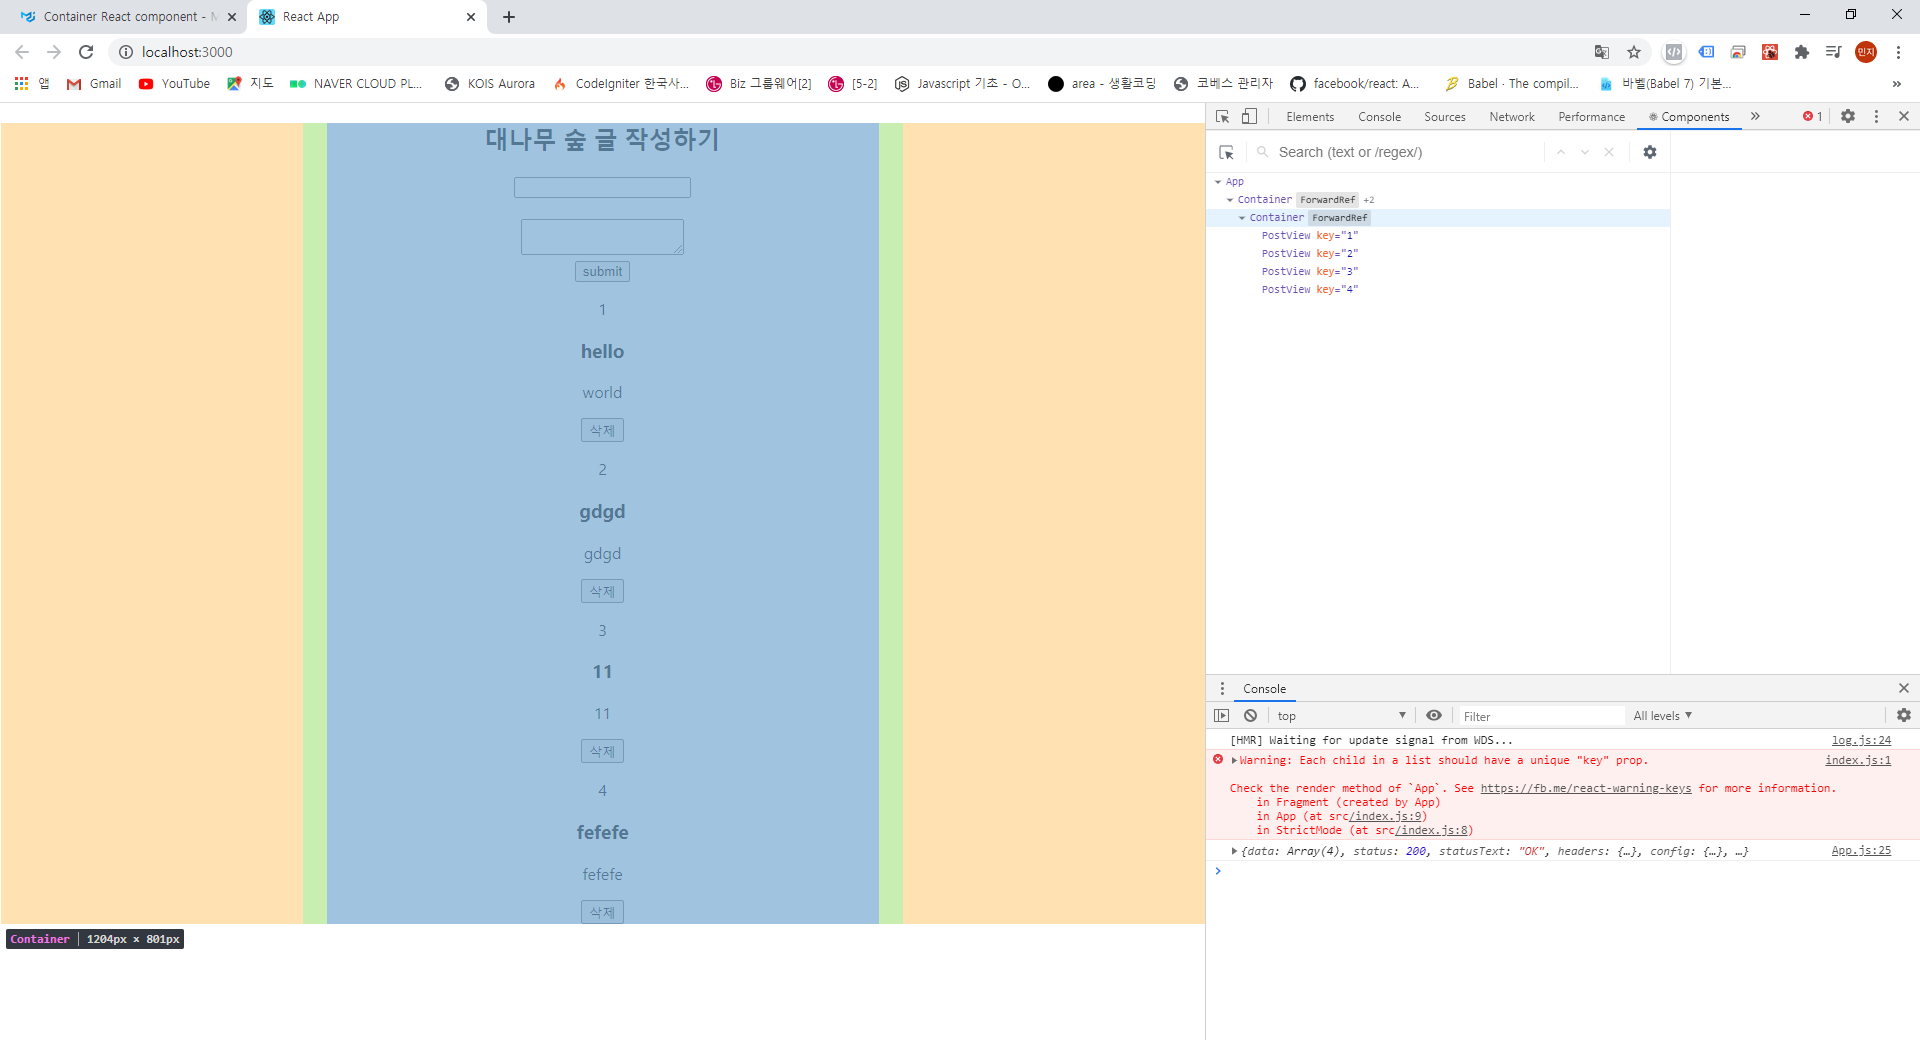 Container React component - M
React App
localhost:3000
민지
앱
Gmail
YouTube
지도
NAVER CLOUD PL...
KOIS Aurora
CodeIgniter 한국사...
Biz 그룹웨어[2]
[5-2]
Javascript 기초 - O...
area - 생활코딩
코베스 관리자
facebook/react: A...
Babel · The compil...
바벨(Babel 7) 기본...
»
대나무 숲 글 작성하기
submit
1
hello
world
삭제
2
gdgd
gdgd
삭제
3
11
11
삭제
4
fefefe
fefefe
삭제
Container | 1204px × 801px
Elements
Console
Sources
Network
Performance
Components
»
1
Search (text or /regex/)
App
Container ForwardRef +2
Container ForwardRef
PostView key="1"
PostView key="2"
PostView key="3"
PostView key="4"
Console
top
Filter
All levels
[HMR] Waiting for update signal from WDS... log.js:24
Warning: Each child in a list should have a unique "key" prop. index.js:1
Check the render method of `App`. See https://fb.me/react-warning-keys for more information.
in Fragment (created by App)
in App (at src/index.js:9)
in StrictMode (at src/index.js:8)
{data: Array(4), status: 200, statusText: "OK", headers: {…}, config: {…}, …} App.js:25